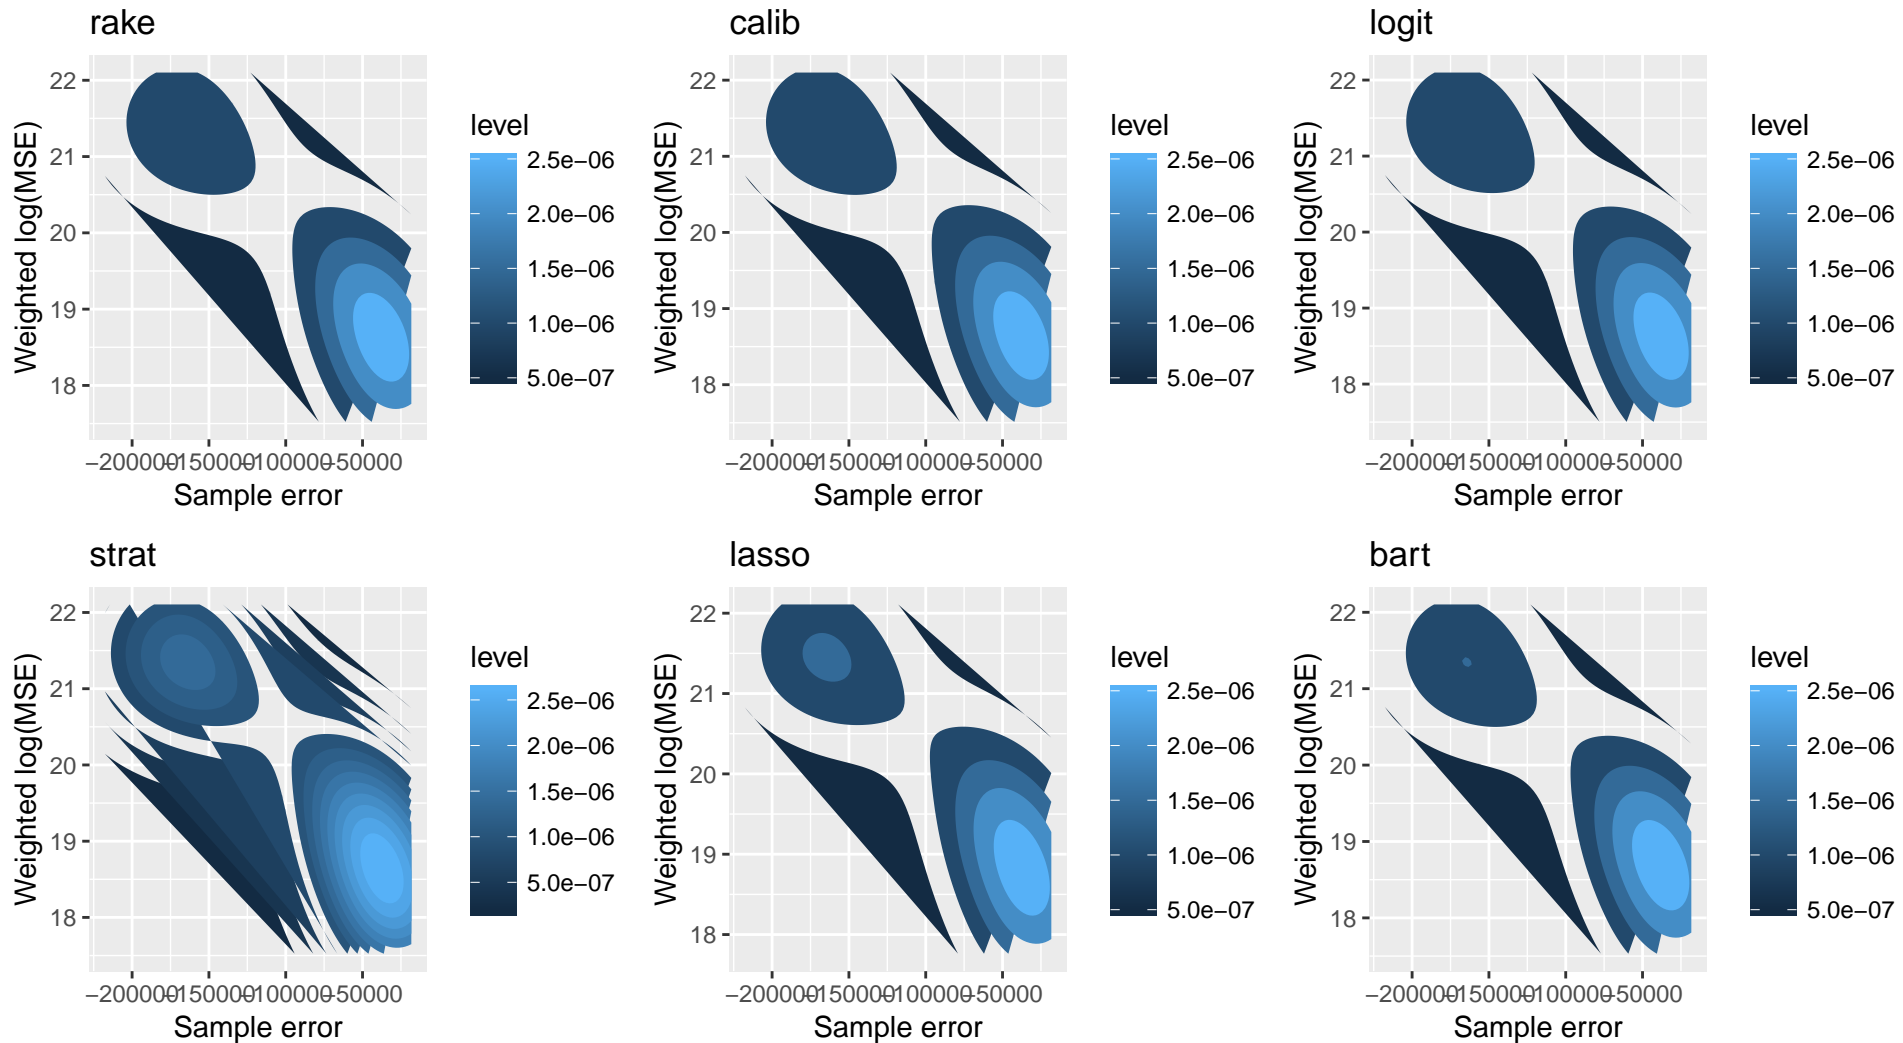 rake
calib
logit
Weighted log(MSE)
22
21
20
19
18
−200000 −150000 −100000 −50000
Sample error
level
2.5e−06
2.0e−06
1.5e−06
1.0e−06
5.0e−07
Weighted log(MSE)
22
21
20
19
18
−200000 −150000 −100000 −50000
Sample error
level
2.5e−06
2.0e−06
1.5e−06
1.0e−06
5.0e−07
Weighted log(MSE)
22
21
20
19
18
−200000 −150000 −100000 −50000
Sample error
level
2.5e−06
2.0e−06
1.5e−06
1.0e−06
5.0e−07
strat
lasso
bart
Weighted log(MSE)
22
21
20
19
18
−200000 −150000 −100000 −50000
Sample error
level
2.5e−06
2.0e−06
1.5e−06
1.0e−06
5.0e−07
Weighted log(MSE)
22
21
20
19
18
−200000 −150000 −100000 −50000
Sample error
level
2.5e−06
2.0e−06
1.5e−06
1.0e−06
5.0e−07
Weighted log(MSE)
22
21
20
19
18
−200000 −150000 −100000 −50000
Sample error
level
2.5e−06
2.0e−06
1.5e−06
1.0e−06
5.0e−07